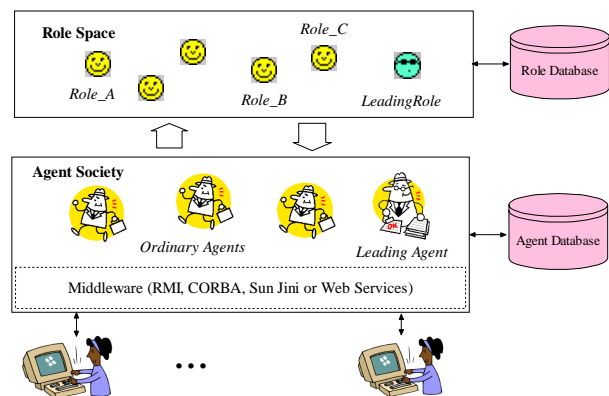 Role Space
Role_C
Role_A
Role_B
LeadingRole
Role Database
Agent Society
Ordinary Agents
Leading Agent
OK
Agent Database
Middleware (RMI, CORBA, Sun Jini or Web Services)